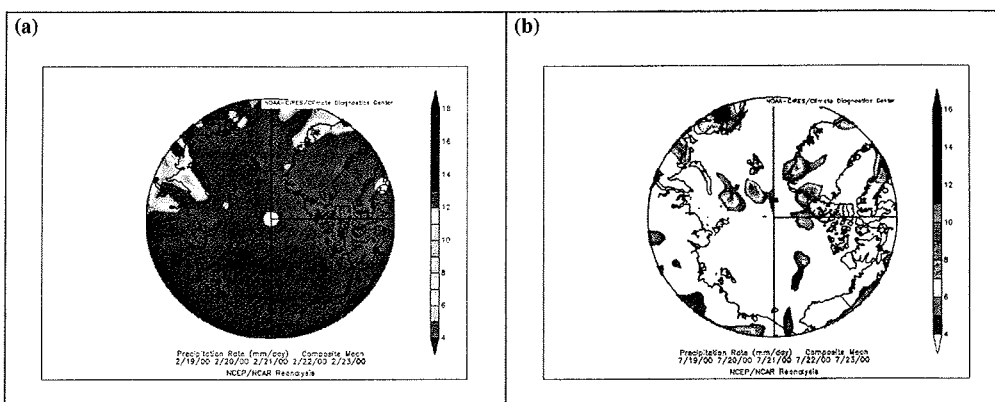 (a)
NOAA-CIRES/Climate Diagnostics Center
18
16
14
12
10
8
6
4
Precipitation Rate (mm/day) Composite Mean
2/19/00 2/20/00 2/21/00 2/22/00 2/23/00
NCEP/NCAR Reanalysis
(b)
NOAA-CIRES/Climate Diagnostics Center
16
14
12
10
8
6
4
Precipitation Rate (mm/day) Composite Mean
7/19/00 7/20/00 7/21/00 7/22/00 7/23/00
NCEP/NCAR Reanalysis